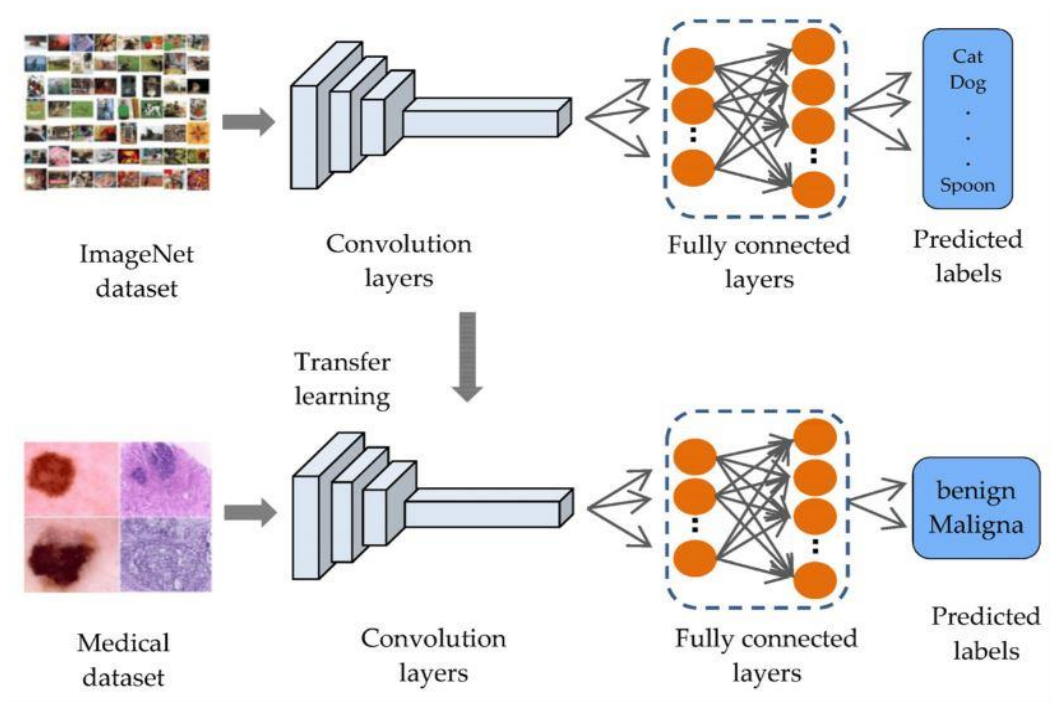 Cat
Dog
.
.
.
Spoon
ImageNet
dataset
Convolution
layers
Fully connected
layers
Predicted
labels
Transfer
learning
benign
Maligna
Medical
dataset
Convolution
layers
Fully connected
layers
Predicted
labels